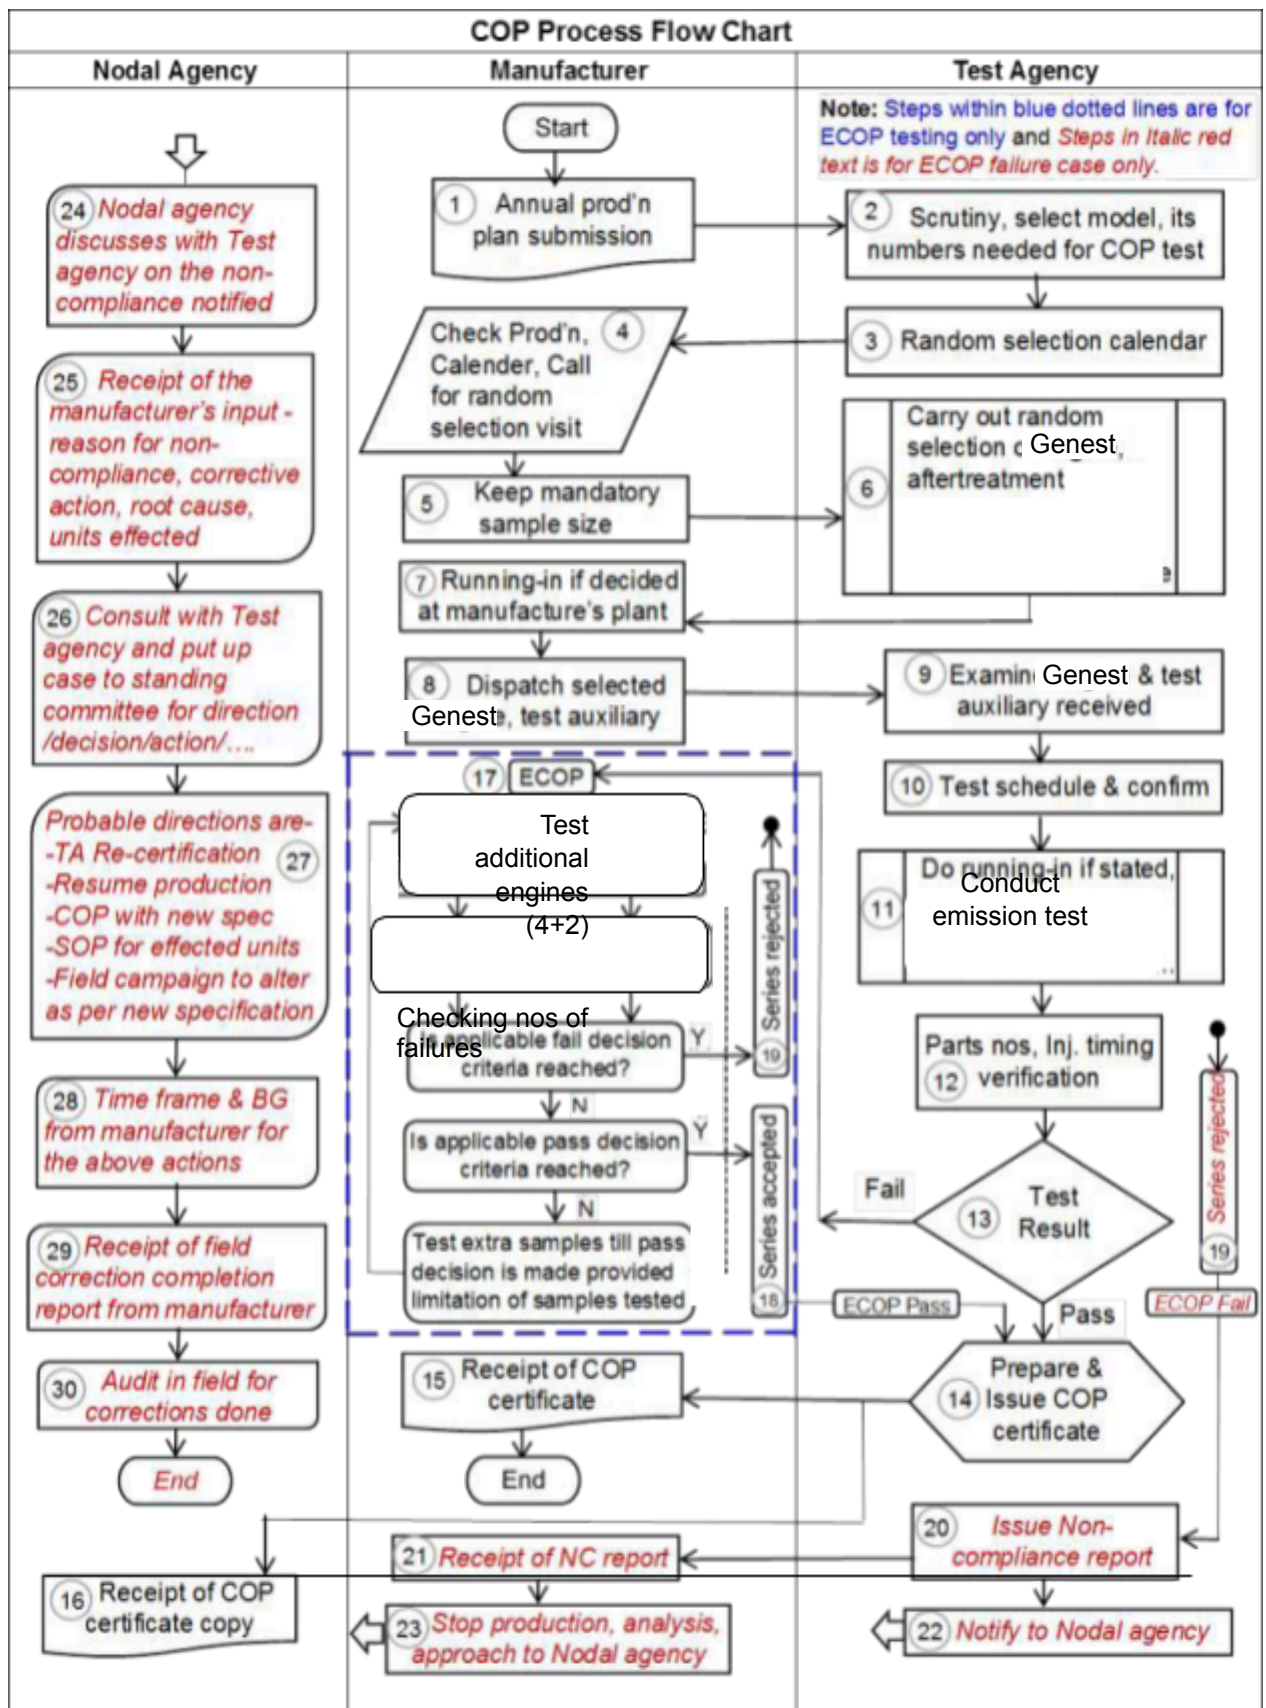 COP Process Flow Chart
Nodal Agency
Manufacturer
Test Agency
Note: Steps within blue dotted lines are for
ECOP testing only and Steps in Italic red
text is for ECOP failure case only.
Start
1 Annual prod'n
plan submission
2 Scrutiny, select model, its
numbers needed for COP test
3 Random selection calendar
Check Prod'n, 4
Calender, Call
for random
selection visit
5 Keep mandatory
sample size
6
Carry out random
selection Genest,
aftertreatment
7 Running-in if decided
at manufacture's plant
8 Dispatch selected
Genest, test auxiliary
9 Genest & test
auxiliary received
10 Test schedule & confirm
Do running-in if stated,
11 Conduct
emission test
Parts nos, Inj. timing
12 verification
13 Test
Result
Fail
Pass
Prepare &
14 Issue COP
certificate
15 Receipt of COP
certificate
End
16 Receipt of COP
certificate copy
17 ECOP
Test
additional
engines
(4+2)
Checking nos of
failures
Is applicable fail decision
criteria reached?
Y
N
Is applicable pass decision
criteria reached?
Y
N
Test extra samples till pass
decision is made provided
limitation of samples tested
19 Series rejected
18 Series accepted
ECOP Pass
Series rejected
19
ECOP Fail
20 Issue Non-
compliance report
21 Receipt of NC report
22 Notify to Nodal agency
23 Stop production, analysis,
approach to Nodal agency
24 Nodal agency
discusses with Test
agency on the non-
compliance notified
25 Receipt of the
manufacturer's input -
reason for non-
compliance, corrective
action, root cause,
units effected
26 Consult with Test
agency and put up
case to standing
committee for direction
/decision/action/....
Probable directions are-
-TA Re-certification 27
-Resume production
-COP with new spec
-SOP for effected units
-Field campaign to alter
as per new specification
28 Time frame & BG
from manufacturer for
the above actions
29 Receipt of field
correction completion
report from manufacturer
30 Audit in field for
corrections done
End